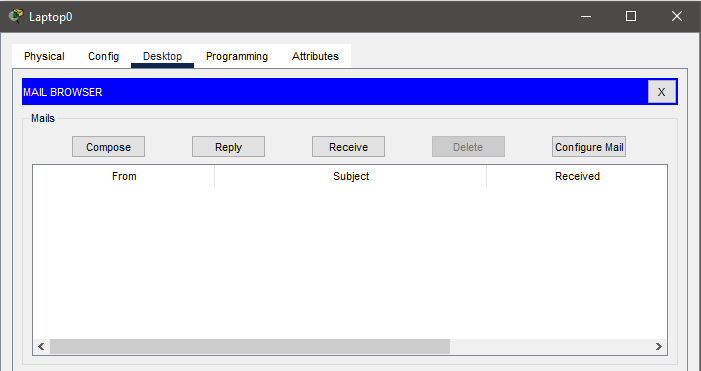 Laptop0
Physical Config Desktop Programming Attributes
MAIL BROWSER X
Mails
Compose Reply Receive Delete Configure Mail
From Subject Received